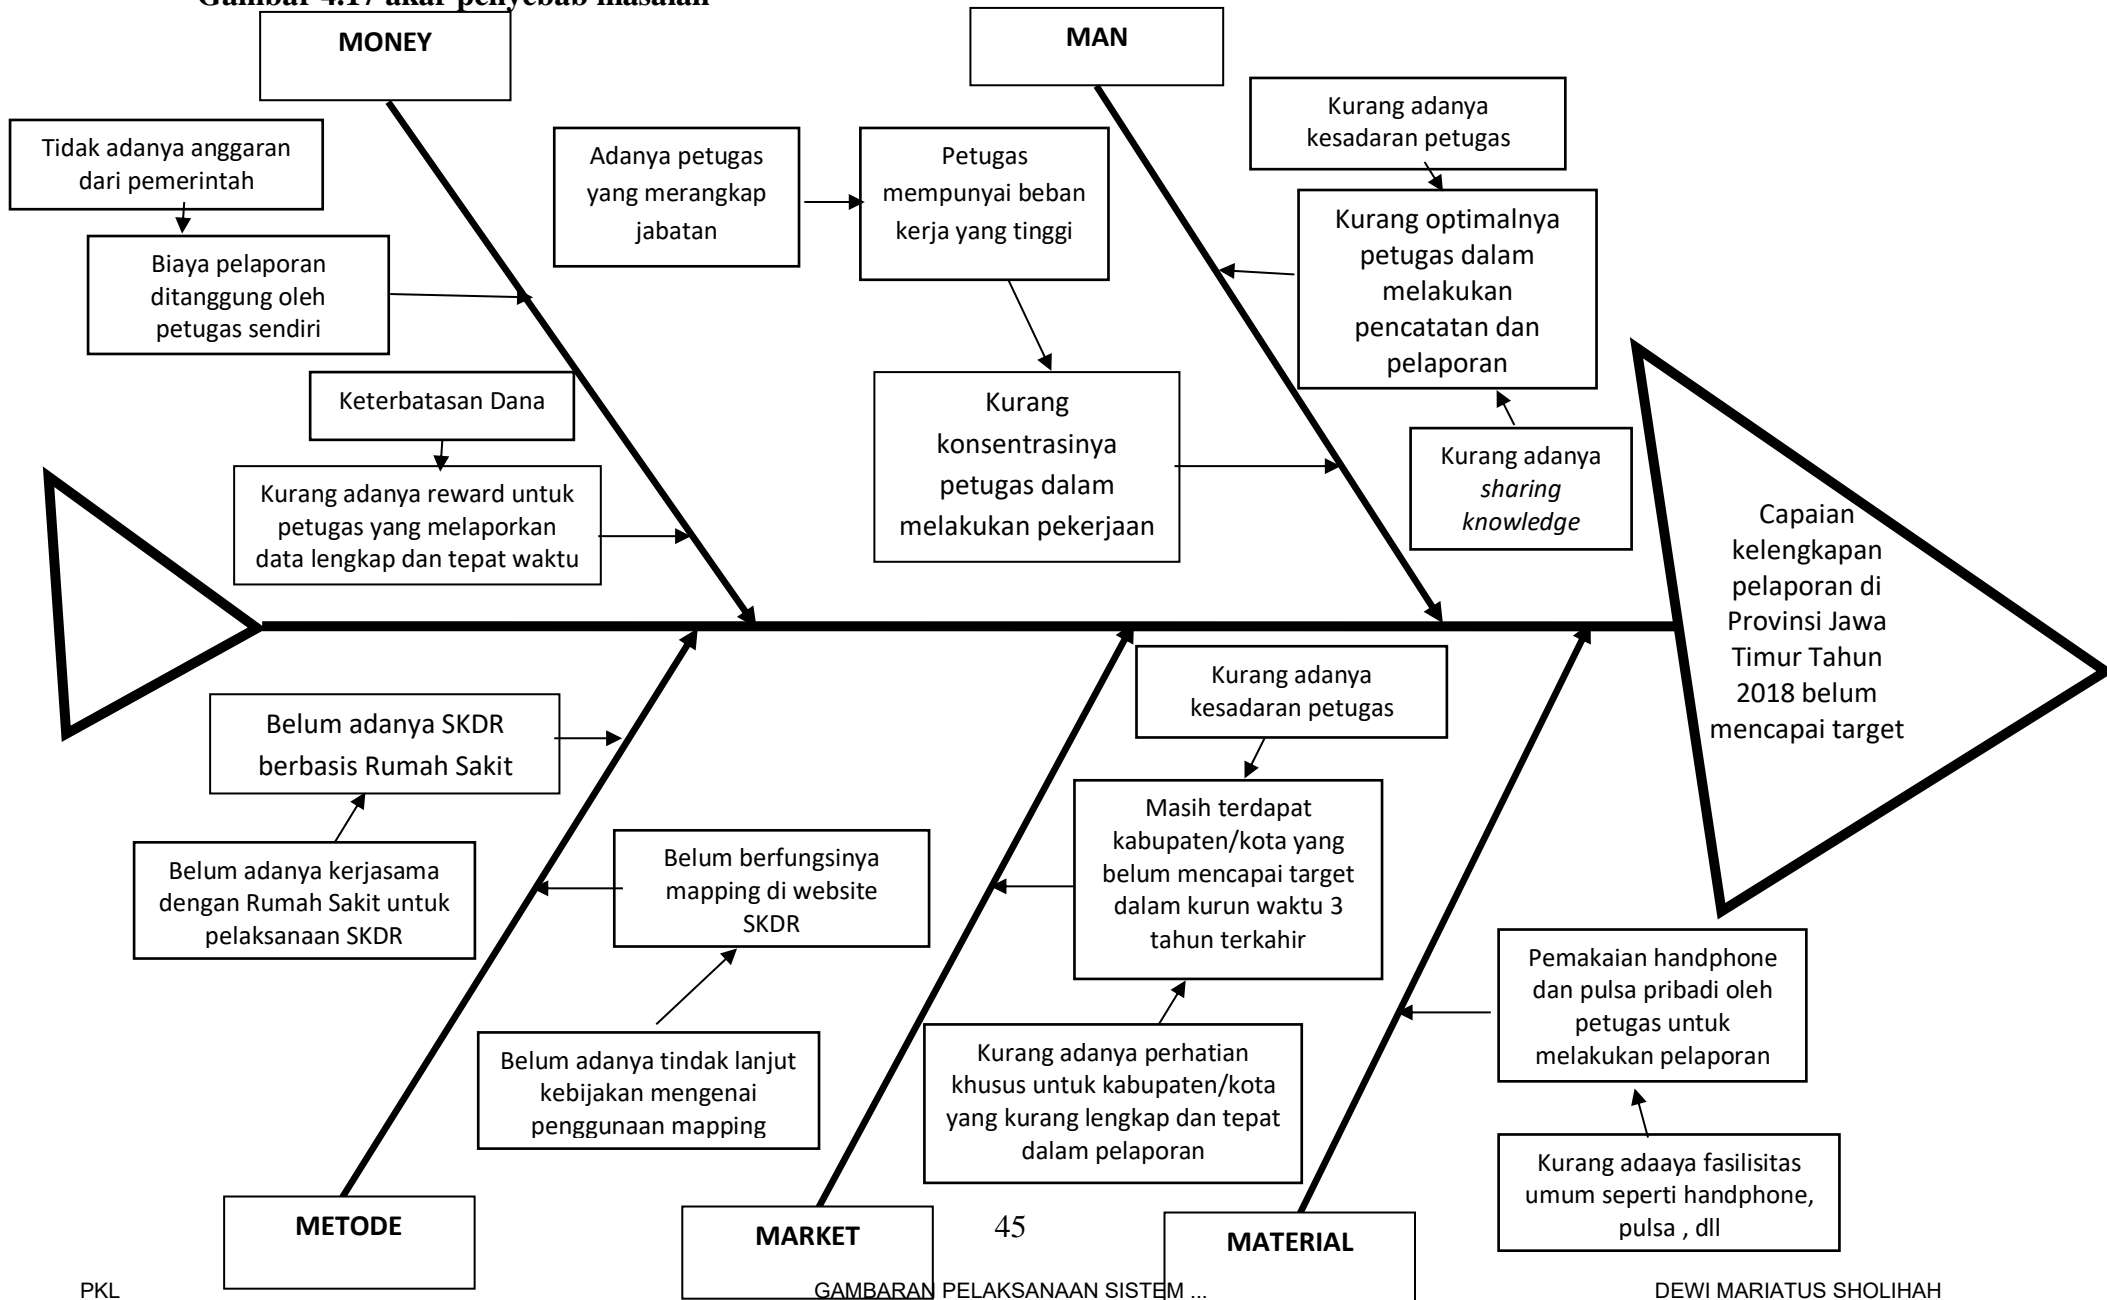 Gambar 4.17 akar penyebab masalah
MONEY
MAN
Kurang adanya
kesadaran petugas
Tidak adanya anggaran
dari pemerintah
Adanya petugas
yang merangkap
jabatan
Petugas
mempunyai beban
kerja yang tinggi
Kurang optimalnya
petugas dalam
melakukan
pencatatan dan
pelaporan
Biaya pelaporan
ditanggung oleh
petugas sendiri
Keterbatasan Dana
Kurang
konsentrasinya
petugas dalam
melakukan pekerjaan
Kurang adanya
sharing
knowledge
Kurang adanya reward untuk
petugas yang melaporkan
data lengkap dan tepat waktu
Capaian
kelengkapan
pelaporan di
Provinsi Jawa
Timur Tahun
2018 belum
mencapai target
Kurang adanya
kesadaran petugas
Belum adanya SKDR
berbasis Rumah Sakit
Masih terdapat
kabupaten/kota yang
belum mencapai target
dalam kurun waktu 3
tahun terkahir
Belum berfungsinya
mapping di website
SKDR
Belum adanya kerjasama
dengan Rumah Sakit untuk
pelaksanaan SKDR
Pemakaian handphone
dan pulsa pribadi oleh
petugas untuk
melakukan pelaporan
Belum adanya tindak lanjut
kebijakan mengenai
penggunaan mapping
Kurang adanya perhatian
khusus untuk kabupaten/kota
yang kurang lengkap dan tepat
dalam pelaporan
Kurang adaaya fasilisitas
umum seperti handphone,
pulsa , dll
METODE
MARKET
45
MATERIAL
PKL
GAMBARAN PELAKSANAAN SISTEM ...
DEWI MARIATUS SHOLIHAH